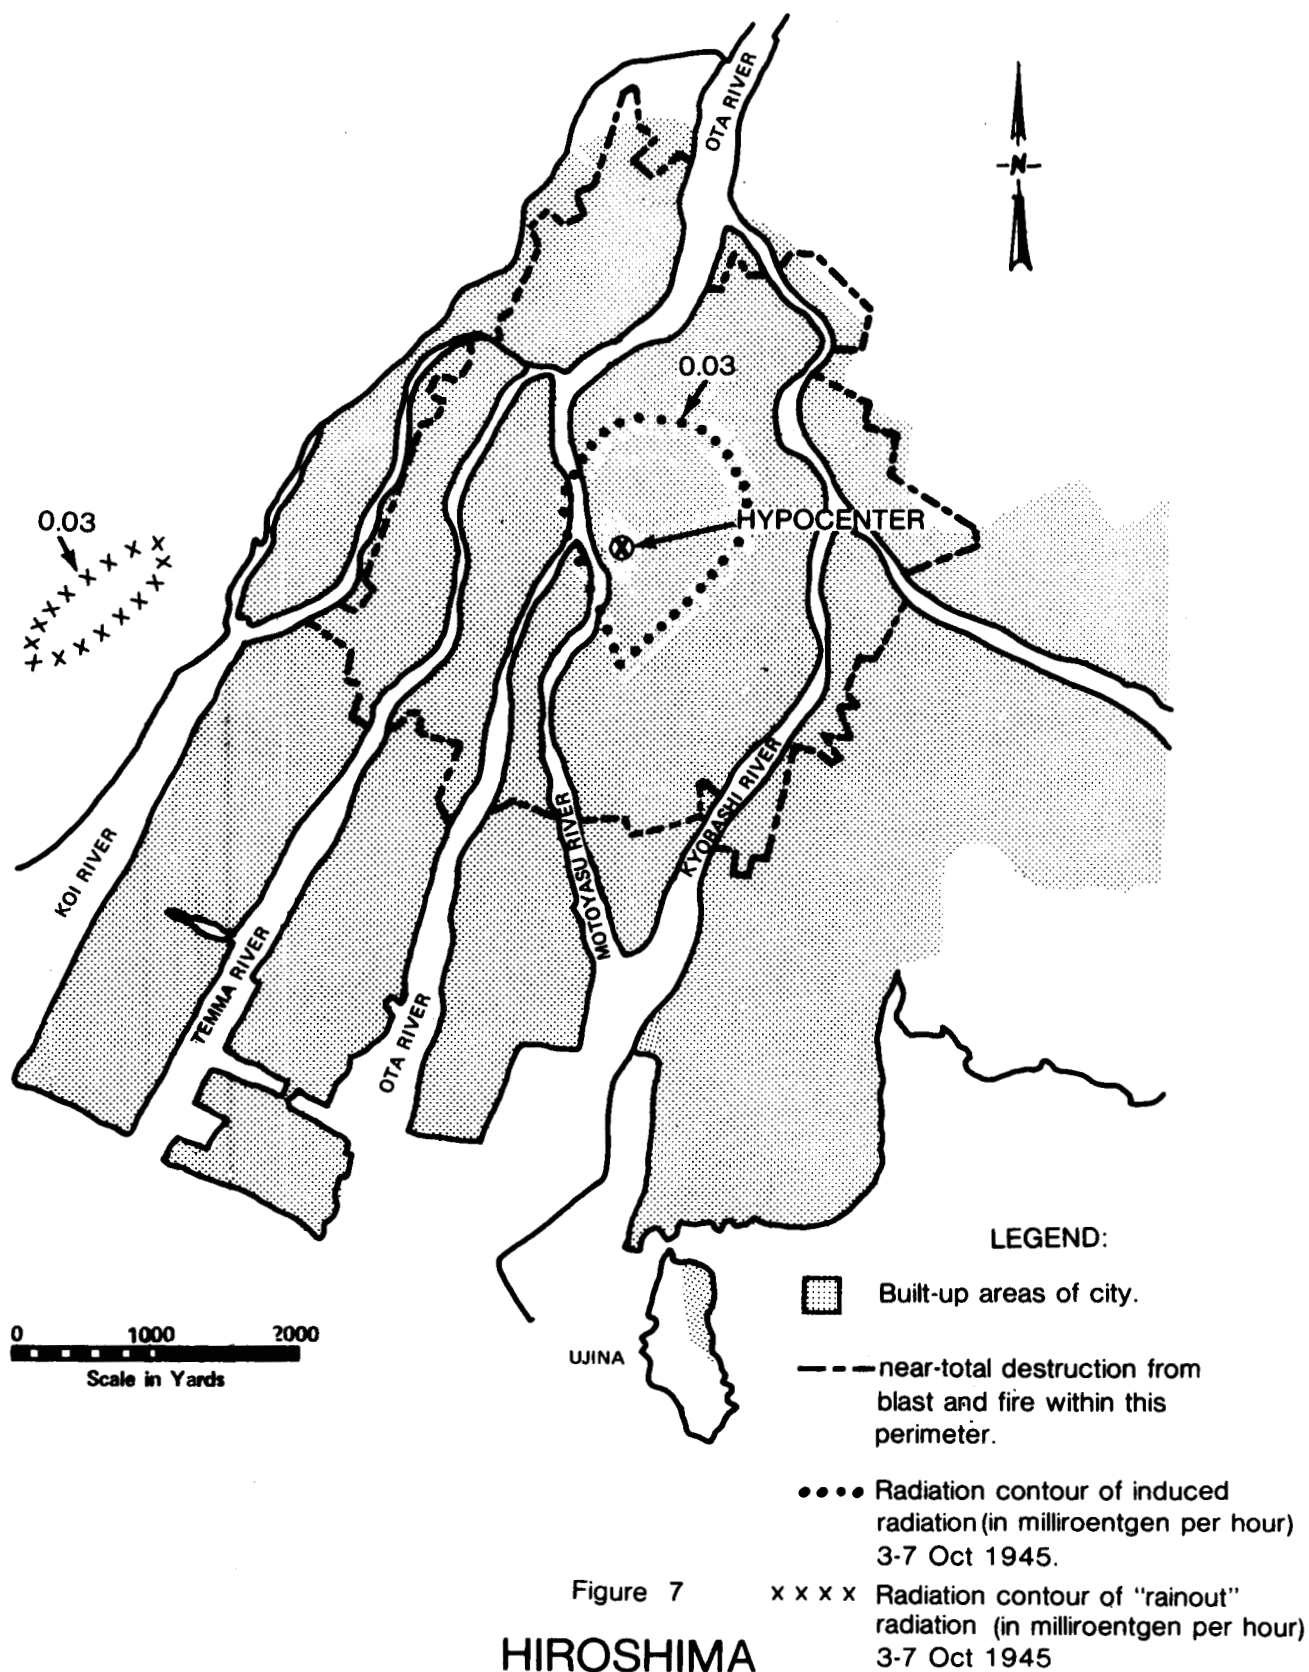 OTA RIVER
N
0.03
0.03
HYPOCENTER
KOI RIVER
TEMMA RIVER
OTA RIVER
MOTOYASU RIVER
KYOBASHI RIVER
UJINA
0 1000 2000
Scale in Yards
LEGEND:
Built-up areas of city.
near-total destruction from
blast and fire within this
perimeter.
Radiation contour of induced
radiation (in milliroentgen per hour)
3-7 Oct 1945.
x x x x Radiation contour of "rainout"
radiation (in milliroentgen per hour)
3-7 Oct 1945
Figure 7
HIROSHIMA